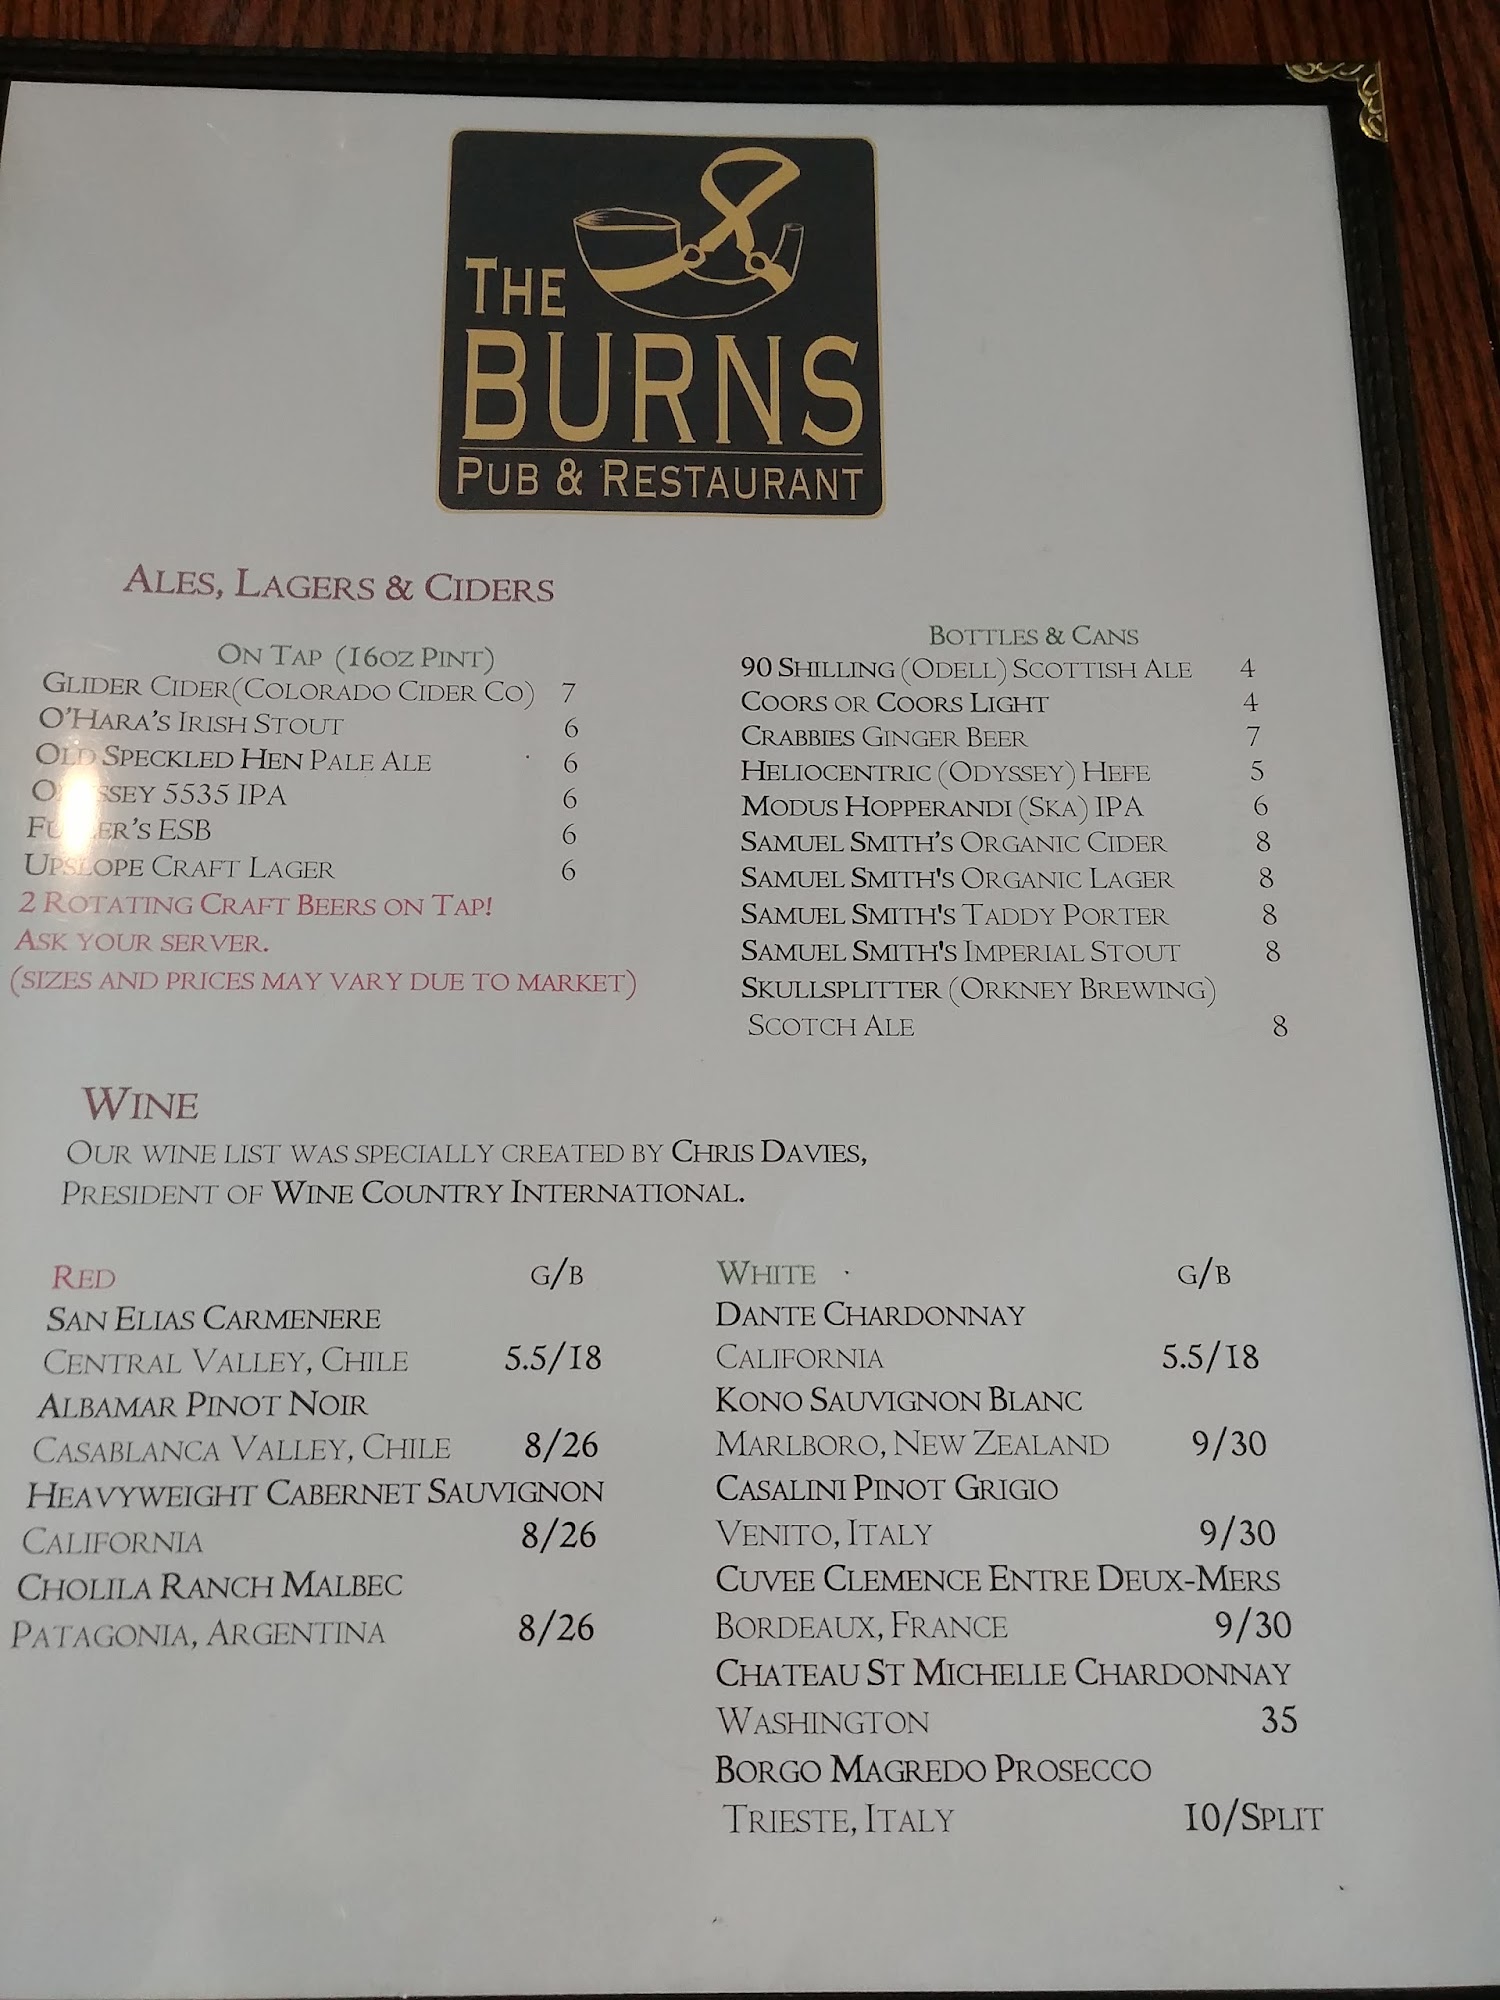 THE
BURNS
PUB & RESTAURANT
ALES, LAGERS & CIDERS
ON TAP (16OZ PINT)
GLIDER CIDER(COLORADO CIDER CO) 7
O'HARA'S IRISH STOUT 6
OLD SPECKLED HEN PALE ALE 6
ODYSSEY 5535 IPA 6
FULLER'S ESB 6
UPSLOPE CRAFT LAGER 6
2 ROTATING CRAFT BEERS ON TAP!
ASK YOUR SERVER.
(SIZES AND PRICES MAY VARY DUE TO MARKET)
BOTTLES & CANS
90 SHILLING (ODELL) SCOTTISH ALE 4
COORS OR COORS LIGHT 4
CRABBIES GINGER BEER 7
HELIOCENTRIC (ODYSSEY) HEFE 5
MODUS HOPPERANDI (SKA) IPA 6
SAMUEL SMITH'S ORGANIC CIDER 8
SAMUEL SMITH'S ORGANIC LAGER 8
SAMUEL SMITH'S TADDY PORTER 8
SAMUEL SMITH'S IMPERIAL STOUT 8
SKULLSPLITTER (ORKNEY BREWING)
SCOTCH ALE 8
WINE
OUR WINE LIST WAS SPECIALLY CREATED BY CHRIS DAVIES,
PRESIDENT OF WINE COUNTRY INTERNATIONAL.
RED G/B
SAN ELIAS CARMENERE
CENTRAL VALLEY, CHILE 5.5/18
ALBAMAR PINOT NOIR
CASABLANCA VALLEY, CHILE 8/26
HEAVYWEIGHT CABERNET SAUVIGNON
CALIFORNIA 8/26
CHOLILA RANCH MALBEC
PATAGONIA, ARGENTINA 8/26
WHITE G/B
DANTE CHARDONNAY
CALIFORNIA 5.5/18
KONO SAUVIGNON BLANC
MARLBORO, NEW ZEALAND 9/30
CASALINI PINOT GRIGIO
VENITO, ITALY 9/30
CUVEE CLEMENCE ENTRE DEUX-MERS
BORDEAUX, FRANCE 9/30
CHATEAU ST MICHELLE CHARDONNAY
WASHINGTON 35
BORGO MAGREDO PROSECCO
TRIESTE, ITALY 10/SPLIT